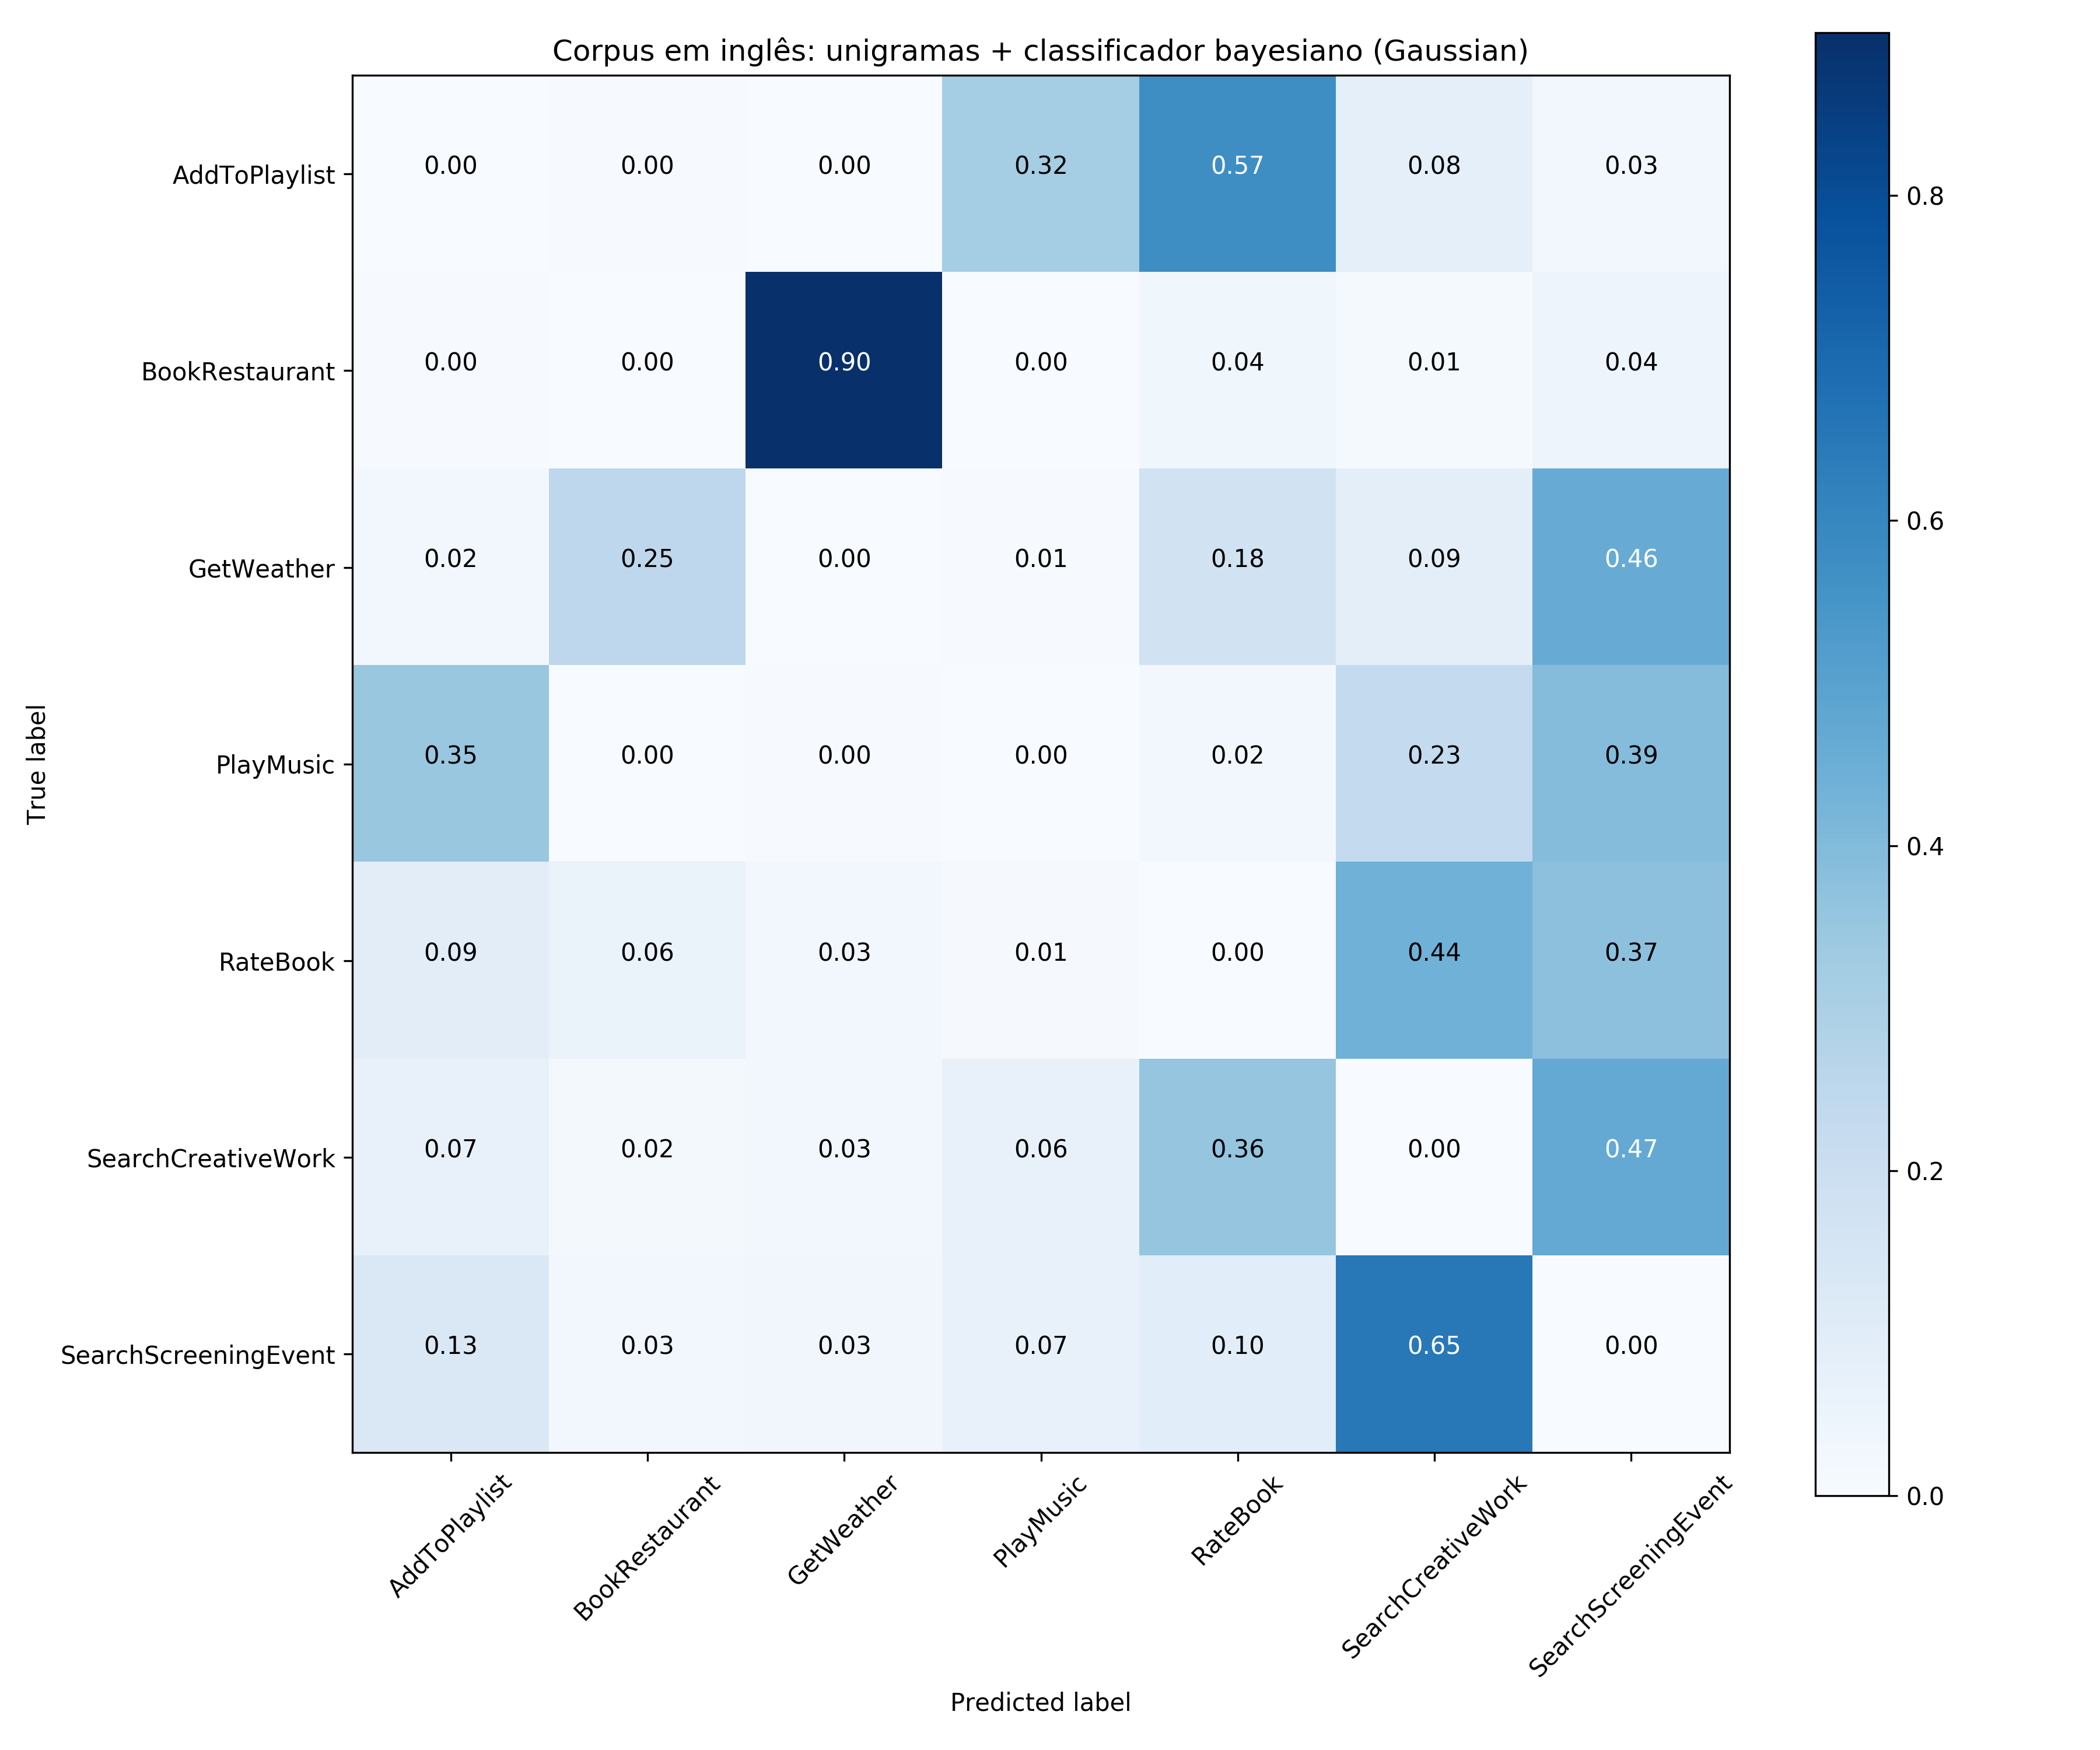 Corpus em inglês: unigramas + classificador bayesiano (Gaussian)
AddToPlaylist 0.00 0.00 0.00 0.32 0.57 0.08 0.03
BookRestaurant 0.00 0.00 0.90 0.00 0.04 0.01 0.04
GetWeather 0.02 0.25 0.00 0.01 0.18 0.09 0.46
PlayMusic 0.35 0.00 0.00 0.00 0.02 0.23 0.39
RateBook 0.09 0.06 0.03 0.01 0.00 0.44 0.37
SearchCreativeWork 0.07 0.02 0.03 0.06 0.36 0.00 0.47
SearchScreeningEvent 0.13 0.03 0.03 0.07 0.10 0.65 0.00
True label
AddToPlaylist
BookRestaurant
GetWeather
PlayMusic
RateBook
SearchCreativeWork
SearchScreeningEvent
Predicted label
0.8
0.6
0.4
0.2
0.0